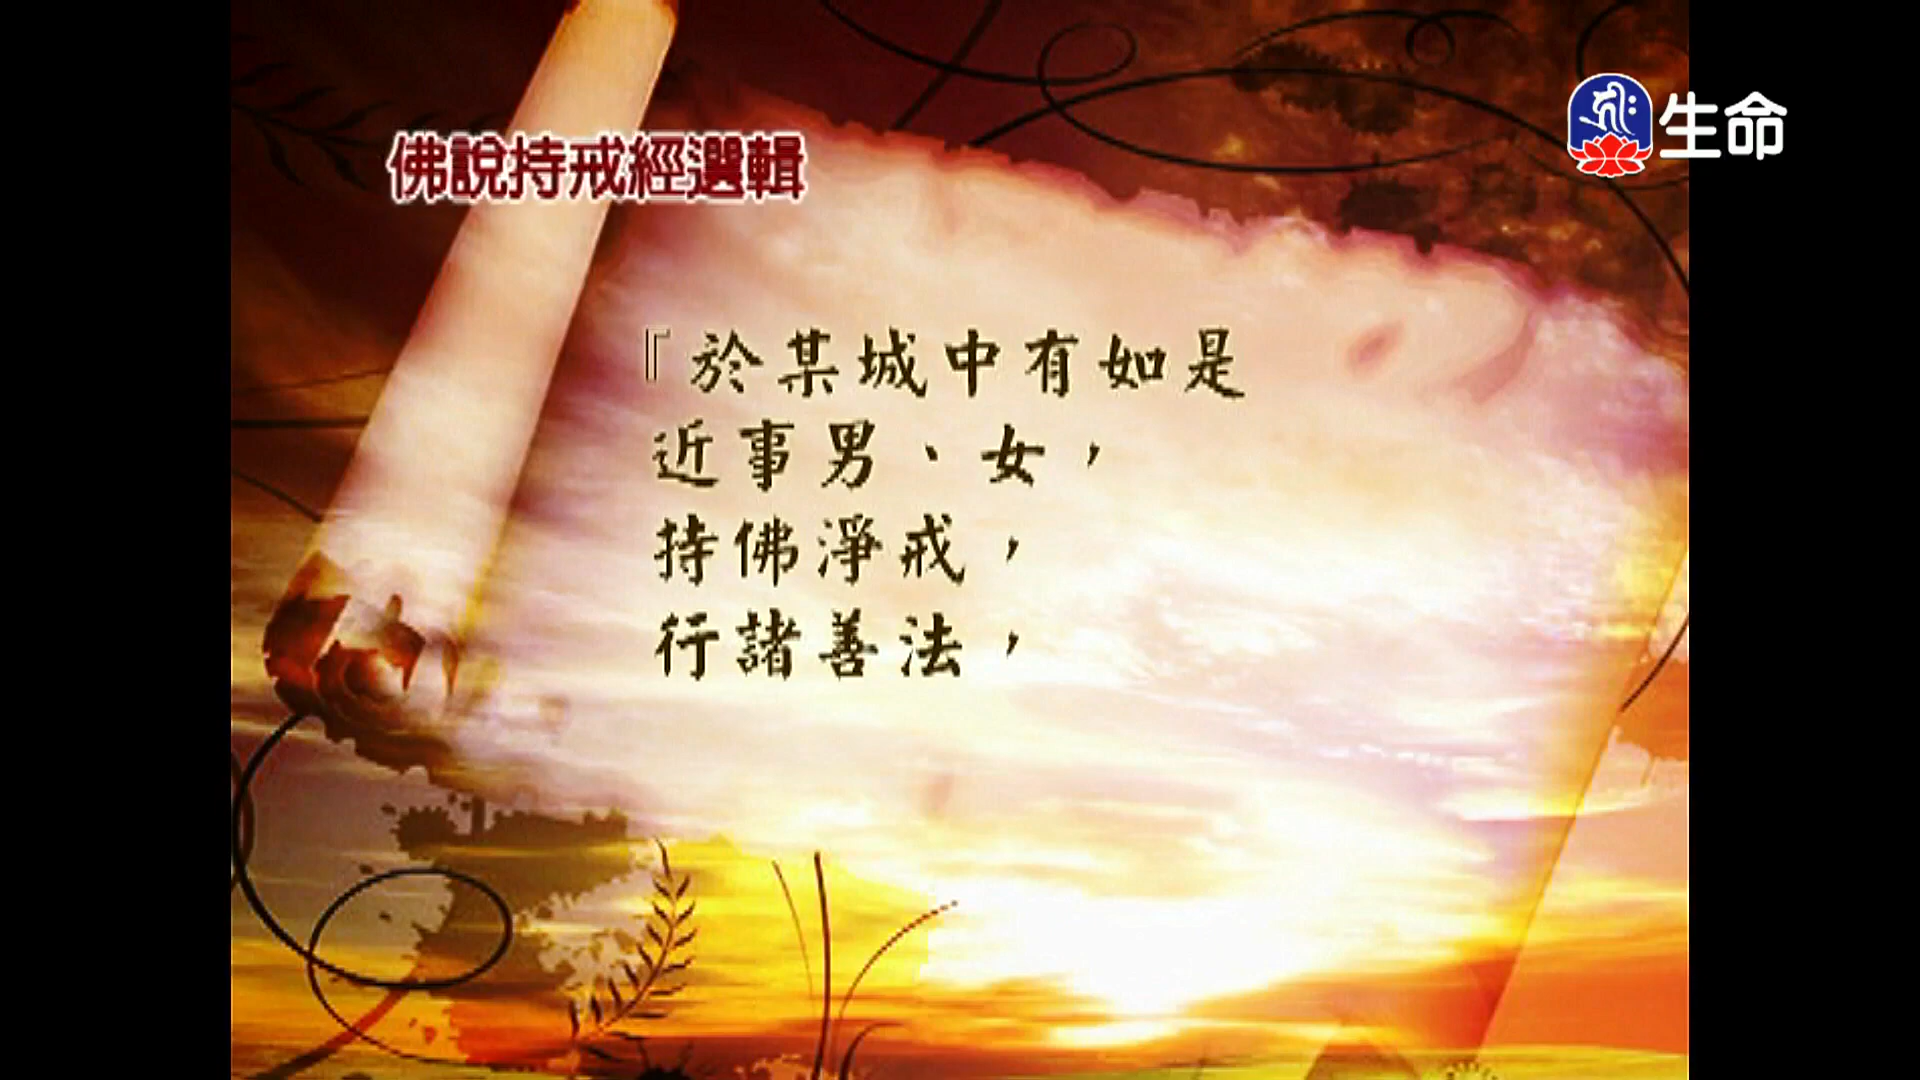 佛說持戒經選輯
生命
『於某城中有如是
近事男、女，
持佛淨戒，
行諸善法，